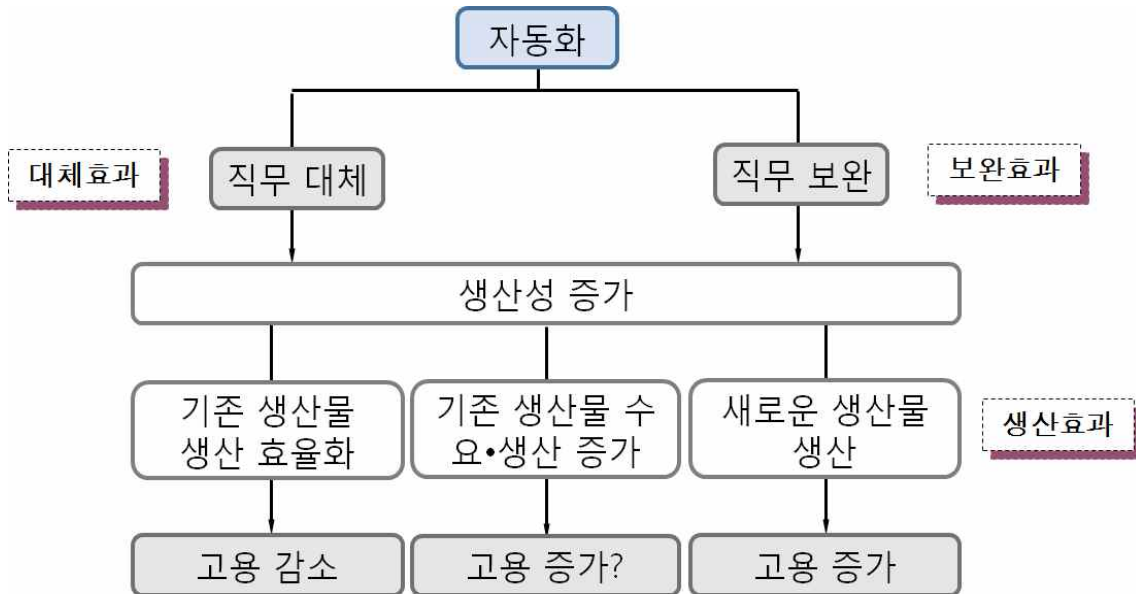 자동화
대체효과
직무 대체
직무 보완
보완효과
생산성 증가
기존 생산물
생산 효율화
기존 생산물 수
요•생산 증가
새로운 생산물
생산
생산효과
고용 감소
고용 증가?
고용 증가